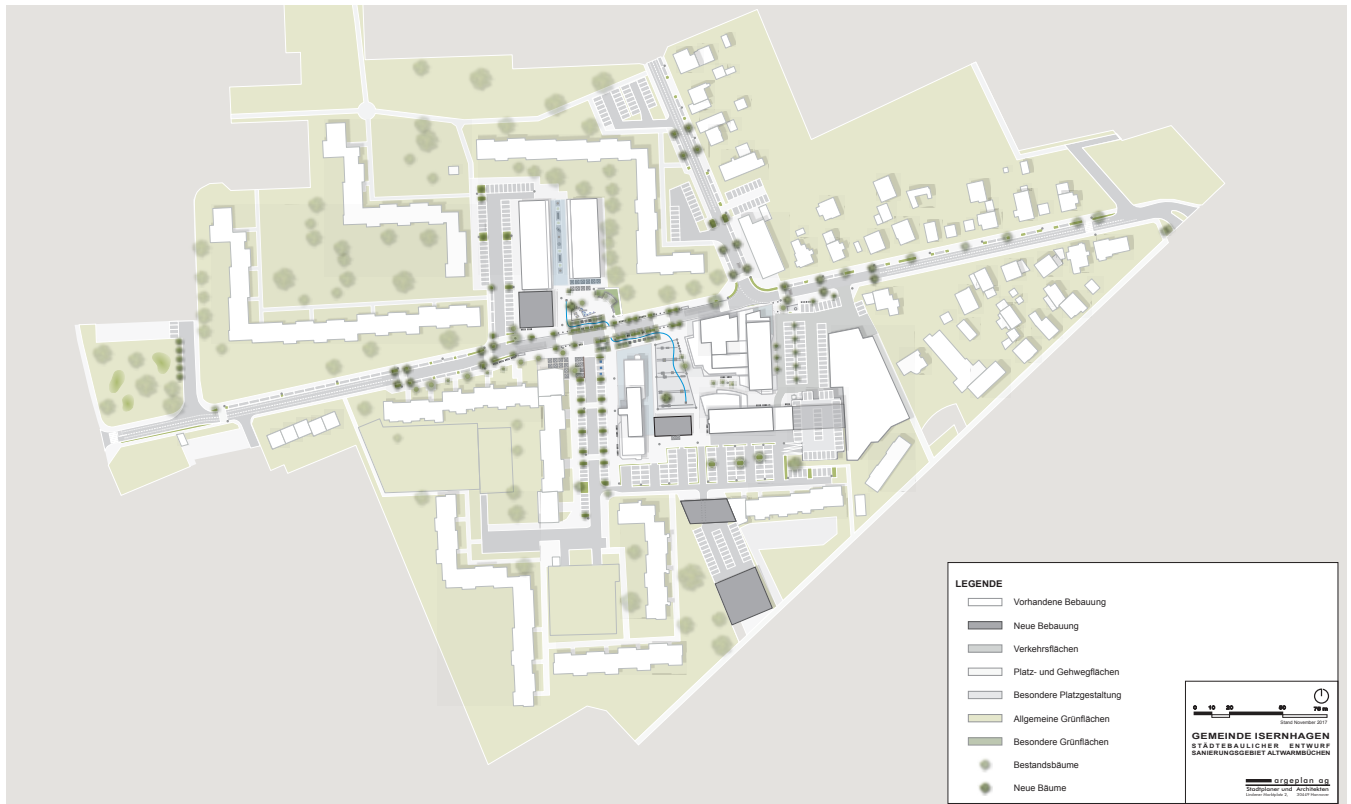 LEGENDE
Vorhandene Bebauung
Neue Bebauung
Verkehrsflächen
Platz- und Gehwegflächen
Besondere Platzgestaltung
Allgemeine Grünflächen
Besondere Grünflächen
Bestandsbäume
Neue Bäume
0 10 20 50 75 m
Stand November 2017
GEMEINDE ISERNHAGEN
STÄDTEBAULICHER ENTWURF
SANIERUNGSGEBIET ALTWARMBÜCHEN
argeplan ag
Stadtplaner und Architekten